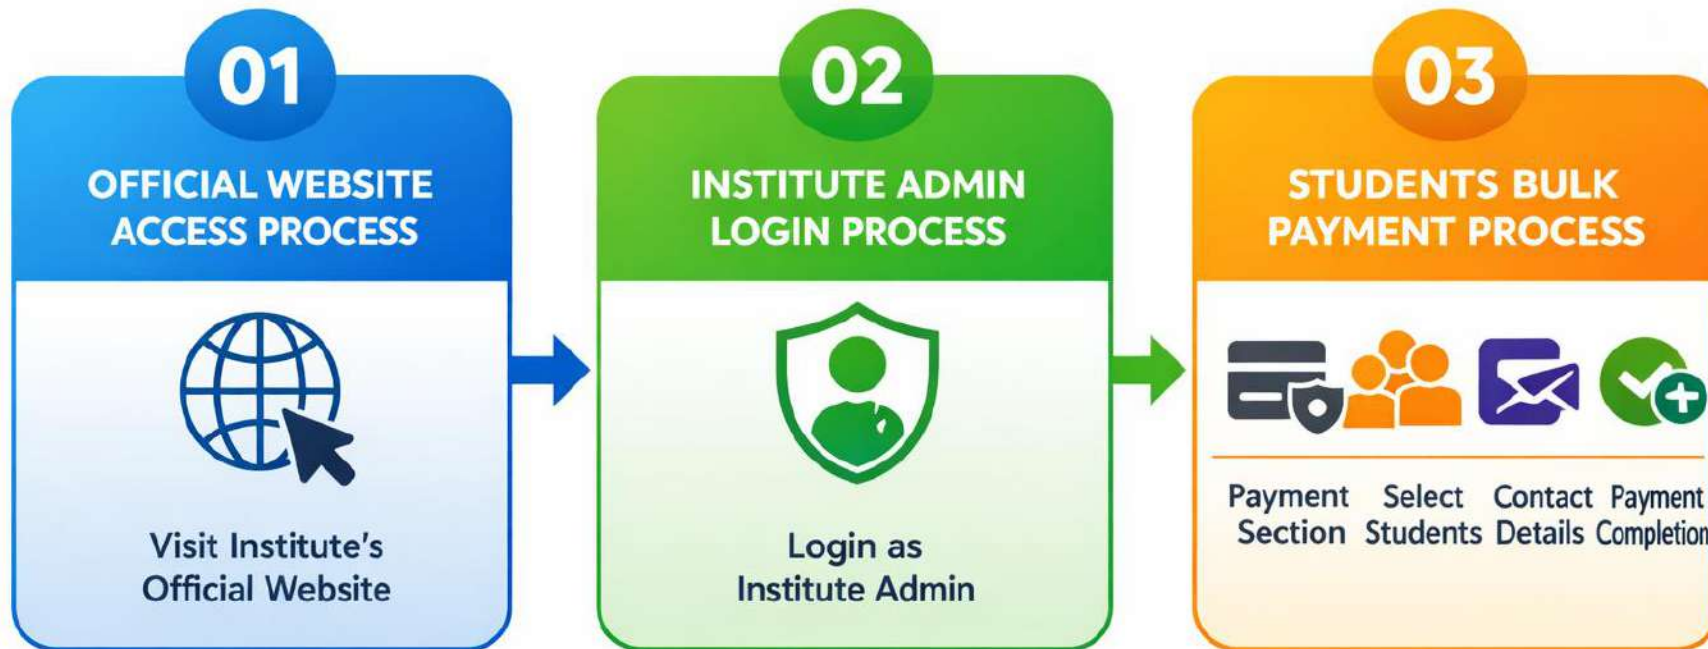 01
OFFICIAL WEBSITE
ACCESS PROCESS
Visit Institute's
Official Website
02
INSTITUTE ADMIN
LOGIN PROCESS
Login as
Institute Admin
03
STUDENTS BULK
PAYMENT PROCESS
Payment Section
Select Students
Contact Details
Payment Completion